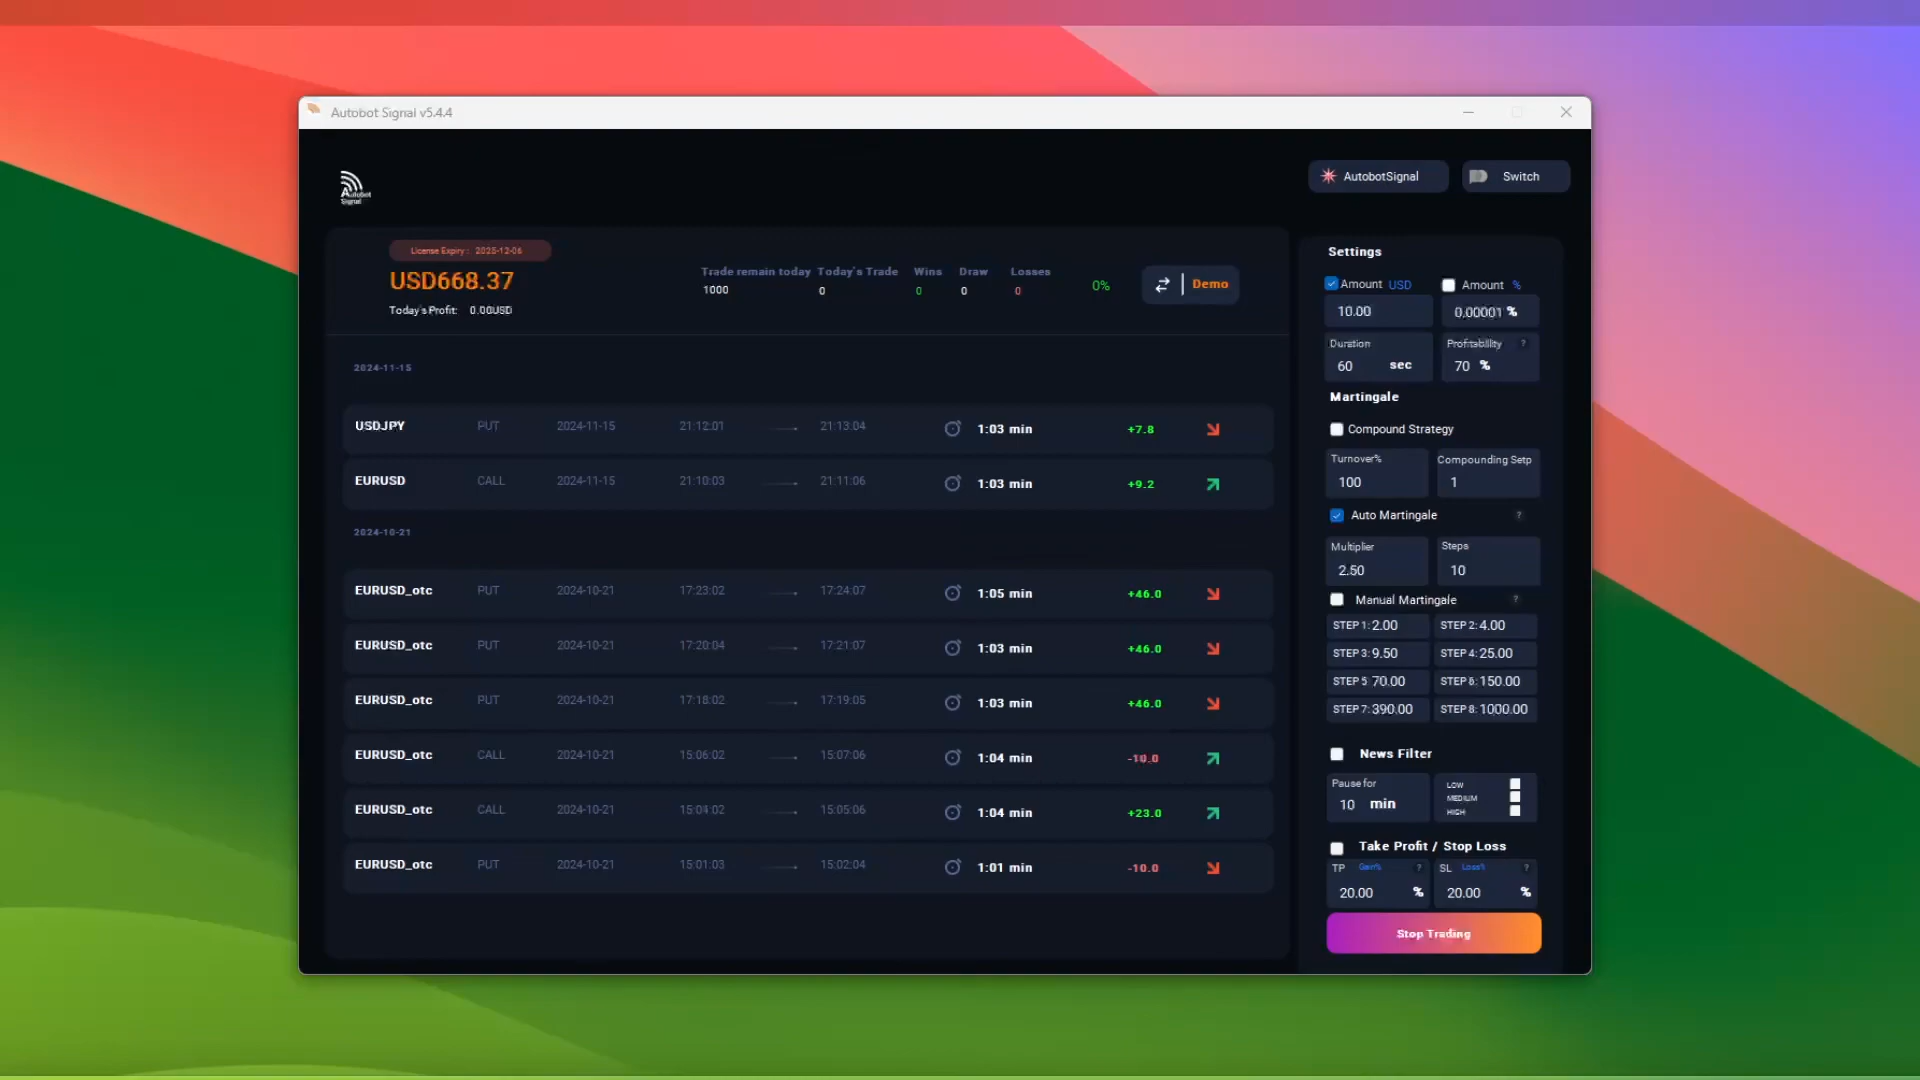 Autobot Signal v5.4.4
AutobotSignal
Switch
Autobot
Signal
License Expiry : 2025-12-06
USD668.37
Today's Profit: 0.00USD
Trade remain today Today's Trade Wins Draw Losses
1000 0 0 0 0
0%
Demo
2024-11-15
USDJPY PUT 2024-11-15 21:12:01 21:13:04 1:03 min +7.8
EURUSD CALL 2024-11-15 21:10:03 21:11:06 1:03 min +9.2
2024-10-21
EURUSD_otc PUT 2024-10-21 17:23:02 17:24:07 1:05 min +46.0
EURUSD_otc PUT 2024-10-21 17:20:04 17:21:07 1:03 min +46.0
EURUSD_otc PUT 2024-10-21 17:18:02 17:19:05 1:03 min +46.0
EURUSD_otc CALL 2024-10-21 15:06:02 15:07:06 1:04 min -10.0
EURUSD_otc CALL 2024-10-21 15:04:02 15:05:06 1:04 min +23.0
EURUSD_otc PUT 2024-10-21 15:01:03 15:02:04 1:01 min -10.0
Settings
Amount USD Amount %
10.00 0.00001 %
Duration Profitability ?
60 sec 70 %
Martingale
Compound Strategy
Turnover% Compounding Setp
100 1
Auto Martingale ?
Multiplier Steps
2.50 10
Manual Martingale ?
STEP 1: 2.00 STEP 2: 4.00
STEP 3: 9.50 STEP 4: 25.00
STEP 5: 70.00 STEP 6: 150.00
STEP 7: 390.00 STEP 8: 1000.00
News Filter
Pause for
10 min
LOW
MEDIUM
HIGH
Take Profit / Stop Loss
TP Gain% ? SL Loss% ?
20.00 % 20.00 %
Stop Trading